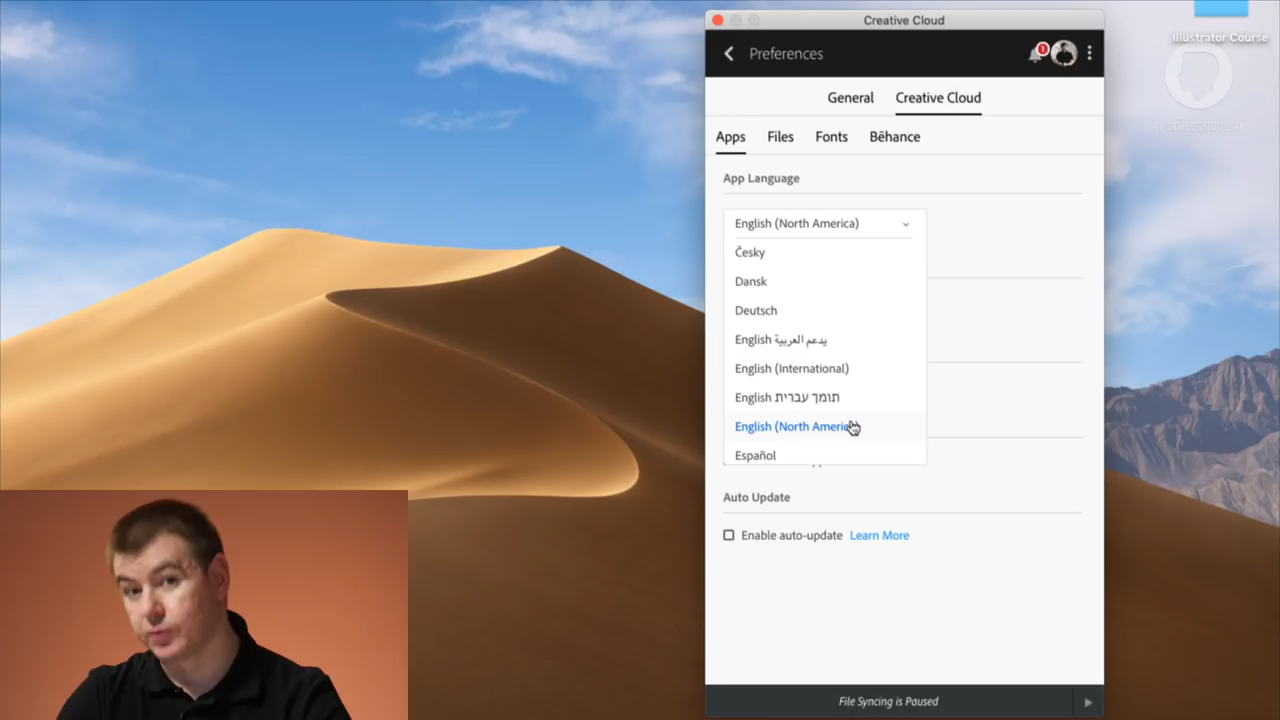 Creative Cloud
Preferences
1
General
Creative Cloud
Apps
Files
Fonts
Bēhance
App Language
English (North America)
Česky
Dansk
Deutsch
English يدعم العربية
English (International)
English תומך עברית
English (North Americ
Español
Auto Update
Enable auto-update Learn More
File Syncing is Paused
Illustrator Course